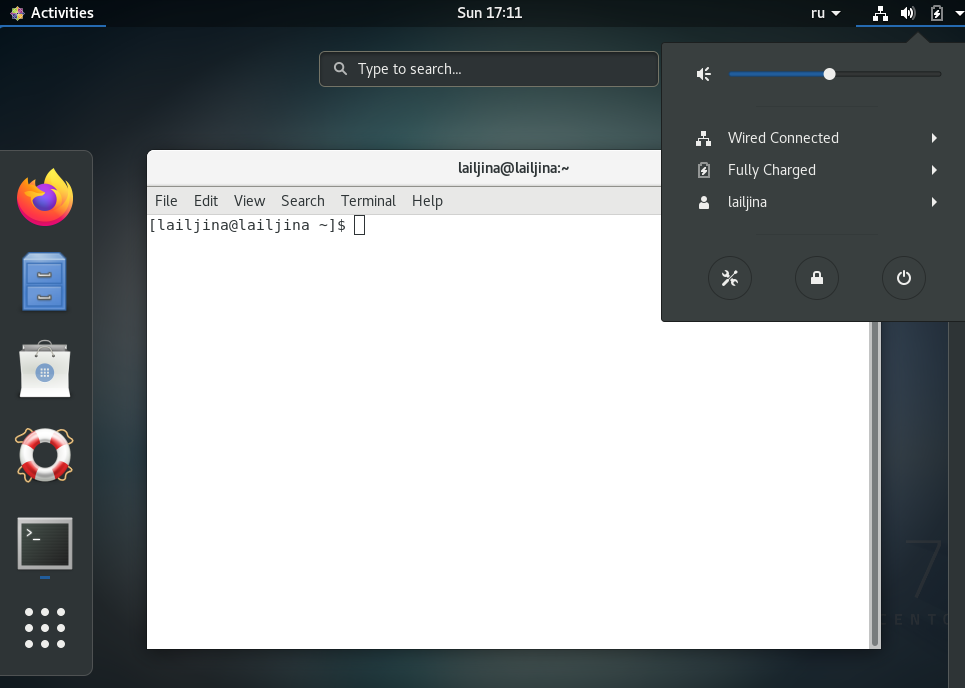 Activities
Sun 17:11
ru
Type to search...
Wired Connected
Fully Charged
lailjina
lailjina@lailjina:~
File Edit View Search Terminal Help
[lailjina@lailjina ~]$
>_
7
CENTO